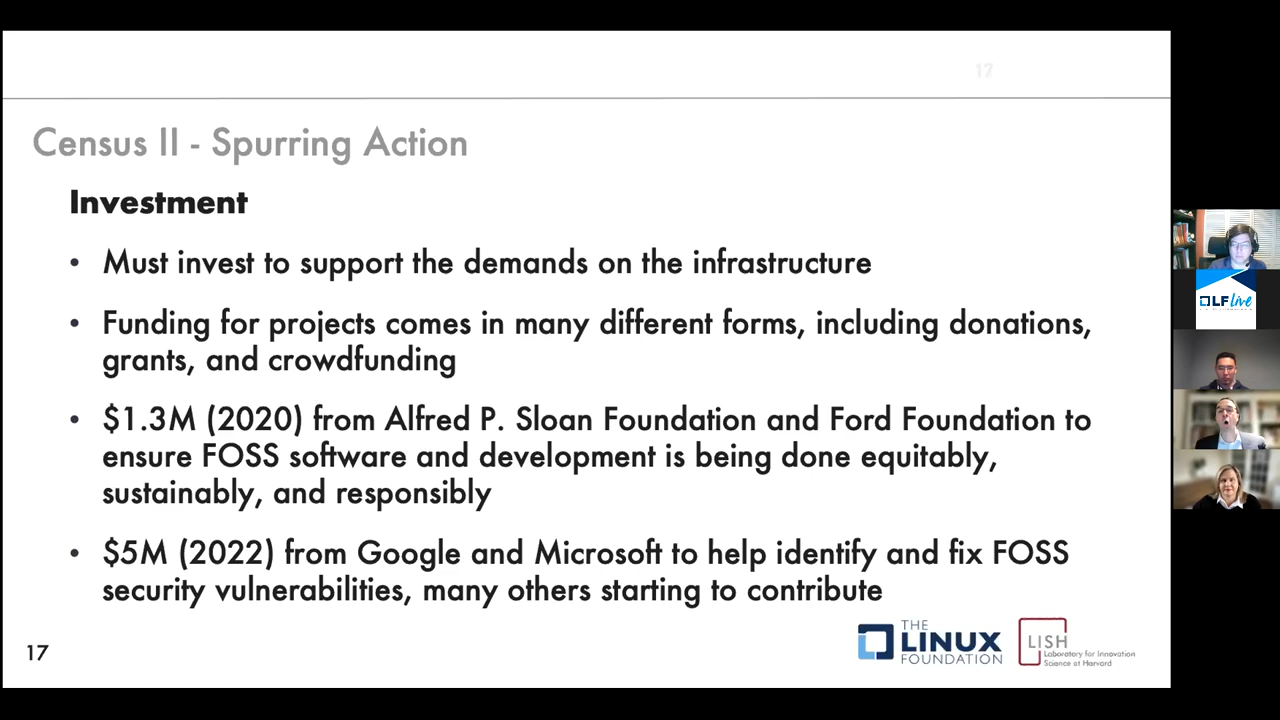 17
Census II - Spurring Action
Investment
• Must invest to support the demands on the infrastructure
• Funding for projects comes in many different forms, including donations,
grants, and crowdfunding
• $1.3M (2020) from Alfred P. Sloan Foundation and Ford Foundation to
ensure FOSS software and development is being done equitably,
sustainably, and responsibly
• $5M (2022) from Google and Microsoft to help identify and fix FOSS
security vulnerabilities, many others starting to contribute
17
THE
LINUX
FOUNDATION
LISH
Laboratory for Innovation
Science at Harvard
LF Live